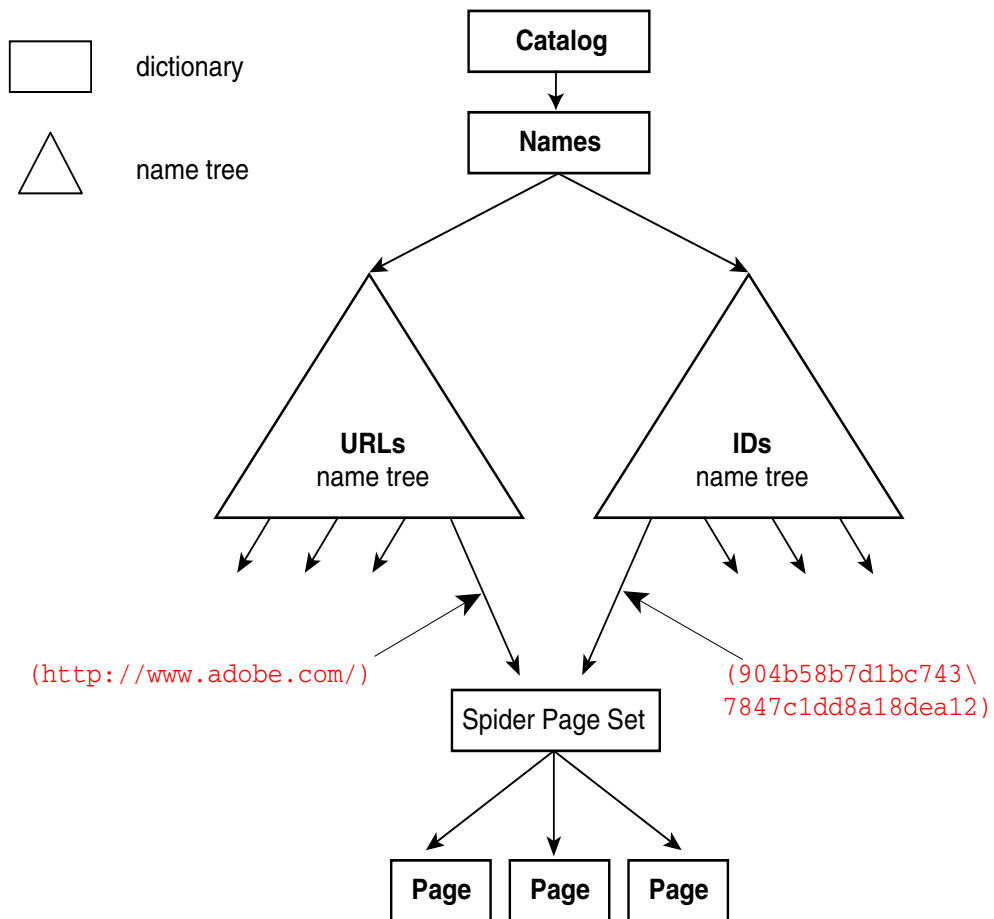 Catalog
dictionary
Names
name tree
URLs
name tree
IDs
name tree
(http://www.adobe.com/)
(904b58b7d1bc743\
7847c1dd8a18dea12)
Spider Page Set
Page
Page
Page